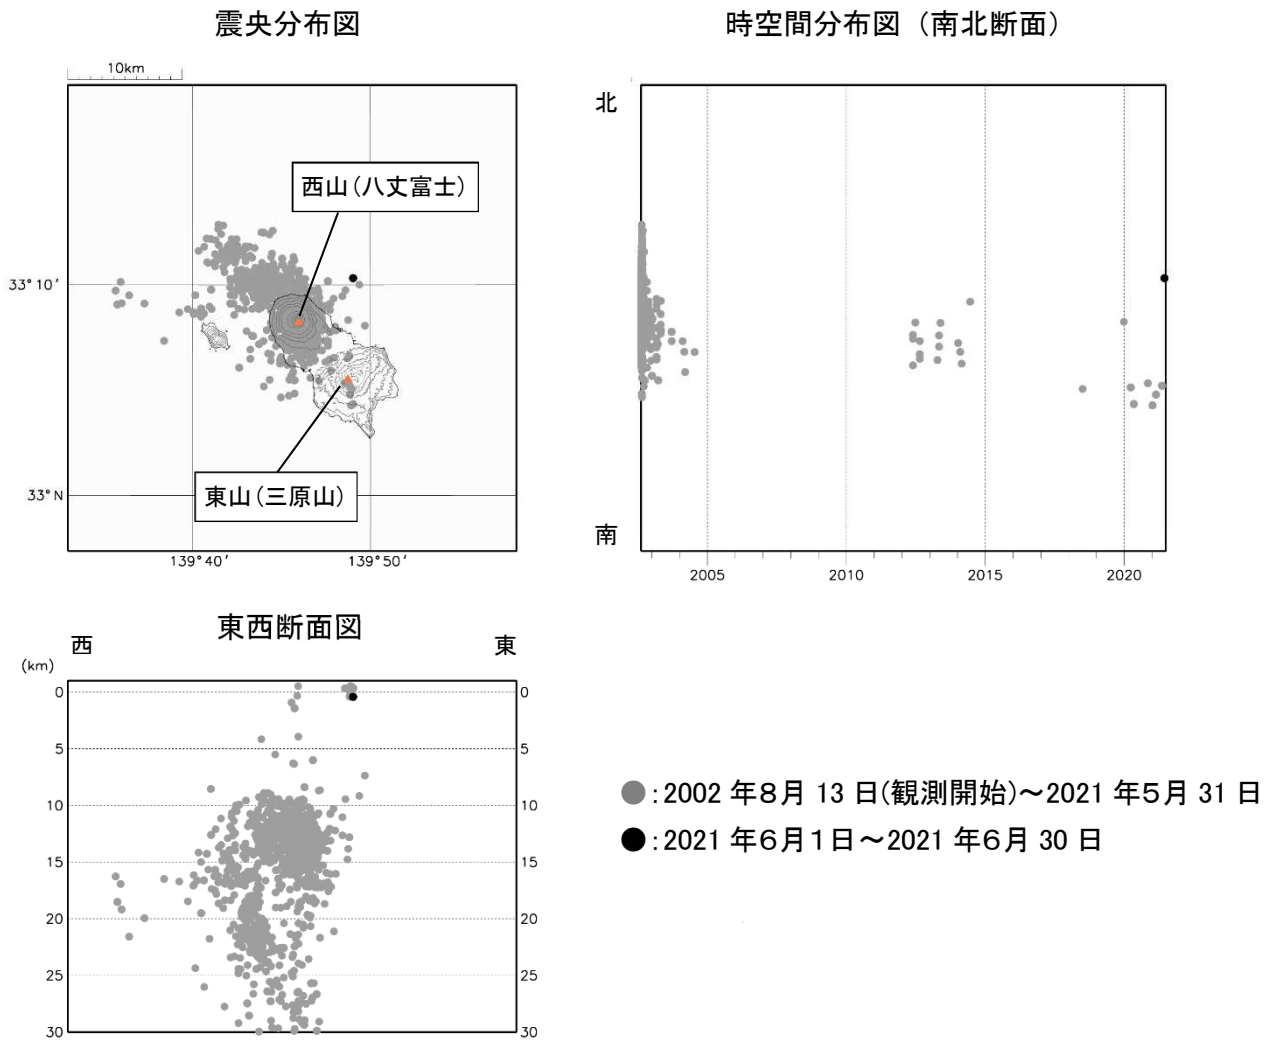 震央分布図
時空間分布図（南北断面）
10km
北
西山（八丈富士）
33°10′
東山（三原山）
33°N
南
139°40′
139°50′
2005
2010
2015
2020
東西断面図
西
東
(km)
0
0
5
5
10
10
15
15
20
20
25
25
30
30
●：2002 年８月 13 日(観測開始)～2021 年５月 31 日
●：2021 年６月１日～2021 年６月 30 日